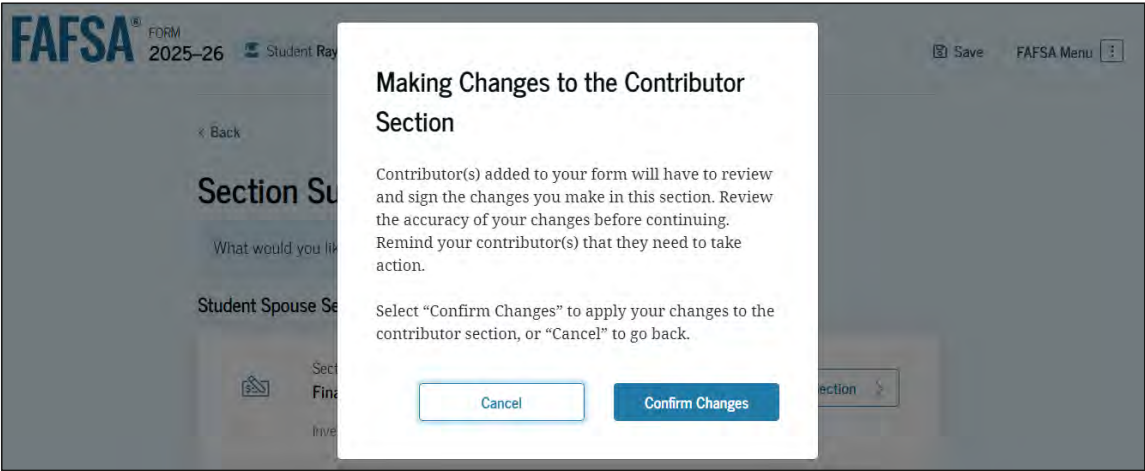 FAFSA®
FORM
2025–26
Student Ray
Save
FAFSA Menu
Making Changes to the Contributor
Section
< Back
Contributor(s) added to your form will have to review
and sign the changes you make in this section. Review
the accuracy of your changes before continuing.
Remind your contributor(s) that they need to take
action.
Section Su
What would you lik
Student Spouse Se
Select “Confirm Changes” to apply your changes to the
contributor section, or “Cancel” to go back.
Sect
Fina
Inve
ection >
Cancel
Confirm Changes